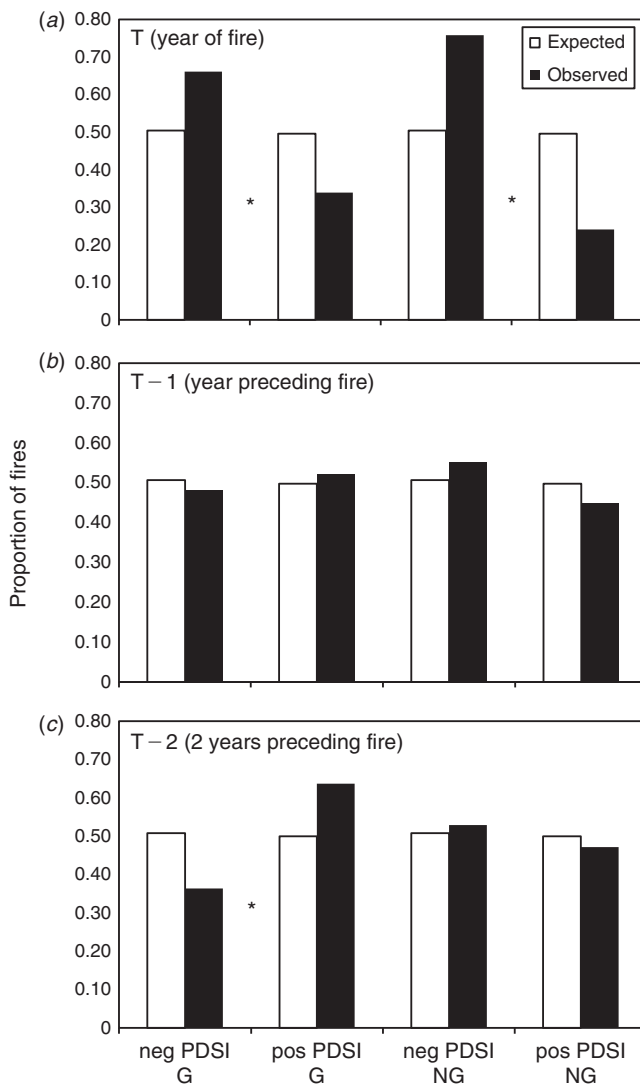 (a)
T (year of fire)
Expected
Observed
0.80
0.70
0.60
0.50
0.40
0.30
0.20
0.10
0
*
*
(b)
T – 1 (year preceding fire)
0.80
0.70
0.60
0.50
0.40
0.30
0.20
0.10
0
Proportion of fires
(c)
T – 2 (2 years preceding fire)
0.80
0.70
0.60
0.50
0.40
0.30
0.20
0.10
0
*
neg PDSI pos PDSI neg PDSI pos PDSI
G G NG NG